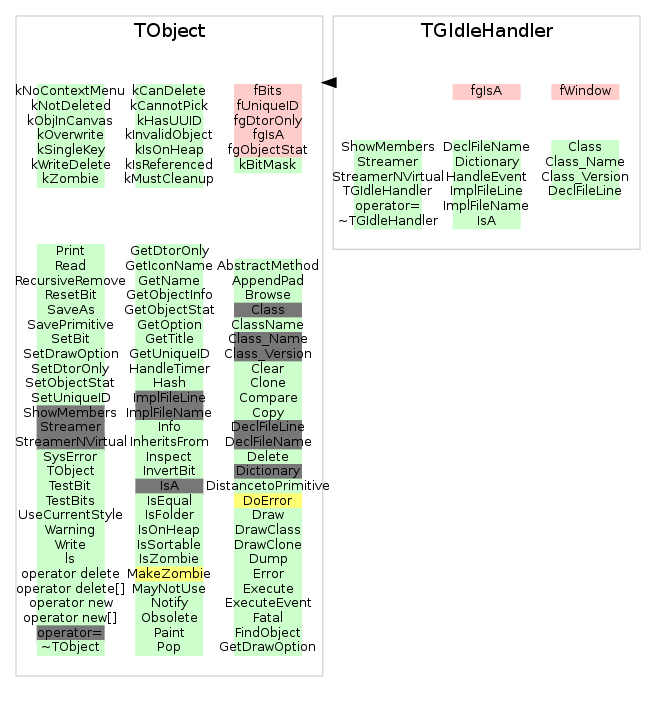 TObject
kNoContextMenu
kNotDeleted
kObjInCanvas
kOverwrite
kSingleKey
kWriteDelete
kZombie
kCanDelete
kCannotPick
kHasUUID
kInvalidObject
kIsOnHeap
kIsReferenced
kMustCleanup
fBits
fUniqueID
fgDtorOnly
fgIsA
fgObjectStat
kBitMask
Print
Read
RecursiveRemove
ResetBit
SaveAs
SavePrimitive
SetBit
SetDrawOption
SetDtorOnly
SetObjectStat
SetUniqueID
ShowMembers
Streamer
StreamerNVirtual
SysError
TObject
TestBit
TestBits
UseCurrentStyle
Warning
Write
ls
operator delete
operator delete[]
operator new
operator new[]
operator=
~TObject
GetDtorOnly
GetIconName
GetName
GetObjectInfo
GetObjectStat
GetOption
GetTitle
GetUniqueID
HandleTimer
Hash
ImplFileLine
ImplFileName
Info
InheritsFrom
Inspect
InvertBit
IsA
IsEqual
IsFolder
IsOnHeap
IsSortable
IsZombie
MakeZombie
MayNotUse
Notify
Obsolete
Paint
Pop
AbstractMethod
AppendPad
Browse
Class
ClassName
Class_Name
Class_Version
Clear
Clone
Compare
Copy
DeclFileLine
DeclFileName
Delete
Dictionary
DistancetoPrimitive
DoError
Draw
DrawClass
DrawClone
Dump
Error
Execute
ExecuteEvent
Fatal
FindObject
GetDrawOption
TGIdleHandler
fgIsA
fWindow
ShowMembers
Streamer
StreamerNVirtual
TGIdleHandler
operator=
~TGIdleHandler
DeclFileName
Dictionary
HandleEvent
ImplFileLine
ImplFileName
IsA
Class
Class_Name
Class_Version
DeclFileLine